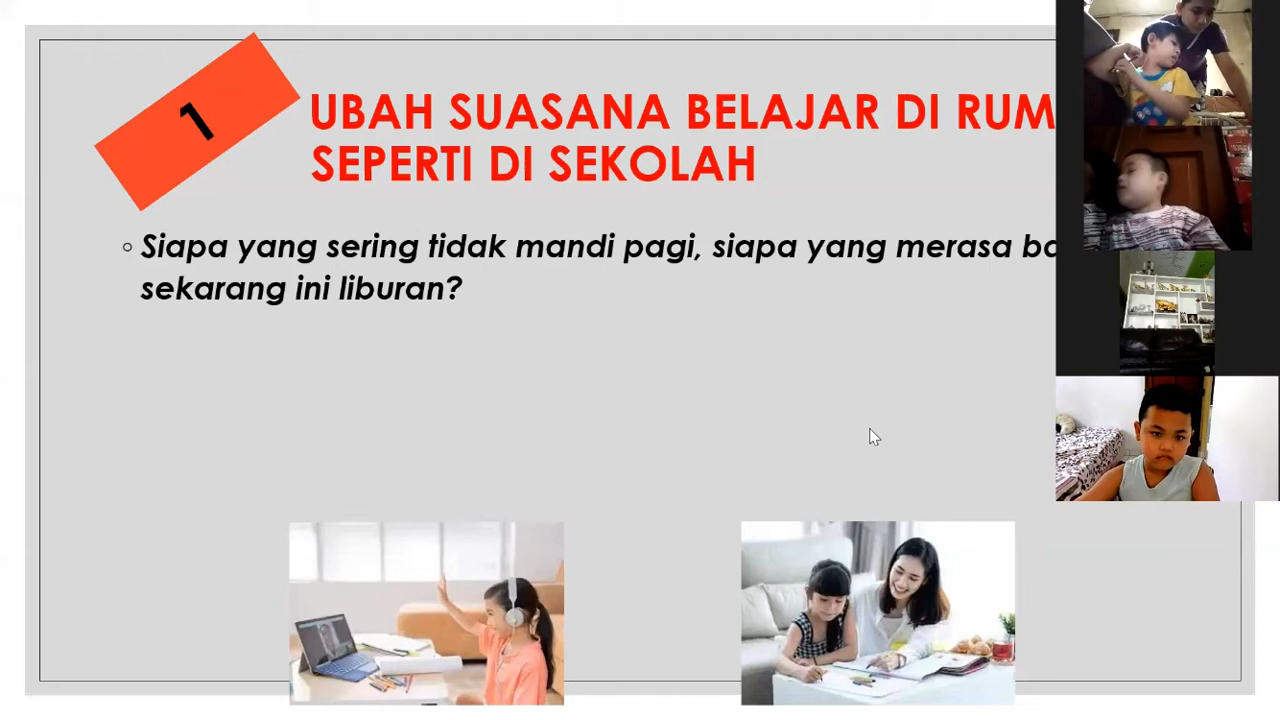 1
UBAH SUASANA BELAJAR DI RUM
SEPERTI DI SEKOLAH
Siapa yang sering tidak mandi pagi, siapa yang merasa ba
sekarang ini liburan?